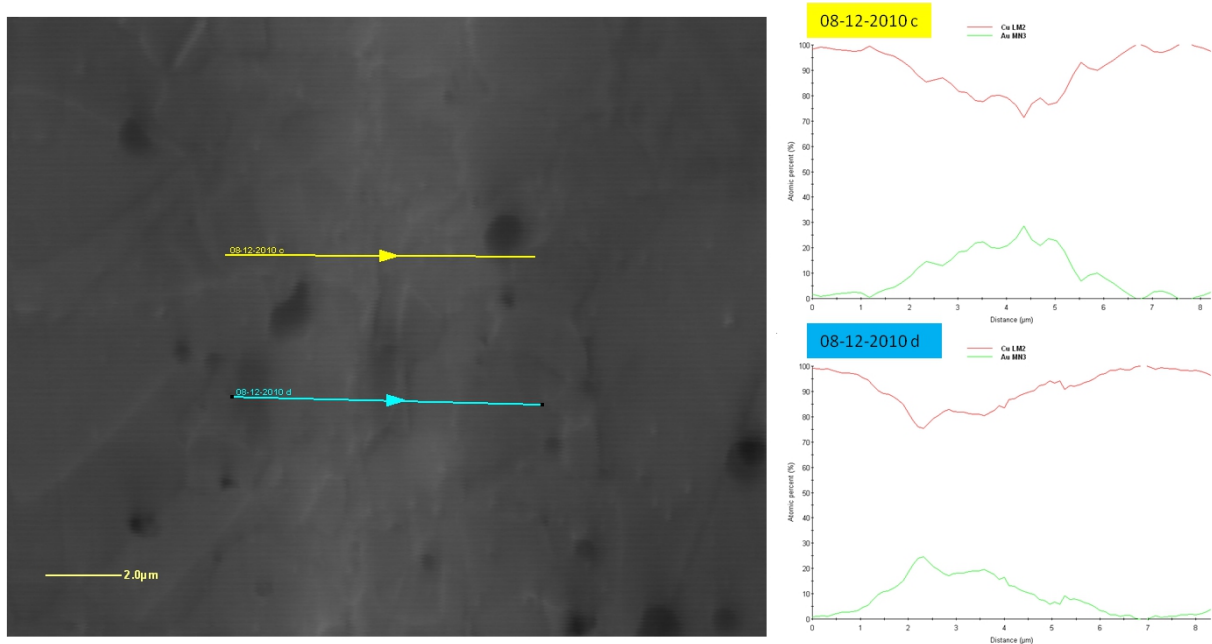 08-12-2010 c
08-12-2010 d
2.0µm
08-12-2010 c
Cu LM2
Au MN3
Atomic percent (%)
100
90
80
70
60
50
40
30
20
10
0
0 1 2 3 4 5 6 7 8
Distance (µm)
08-12-2010 d
Cu LM2
Au MN3
Atomic percent (%)
100
90
80
70
60
50
40
30
20
10
0
0 1 2 3 4 5 6 7 8
Distance (µm)